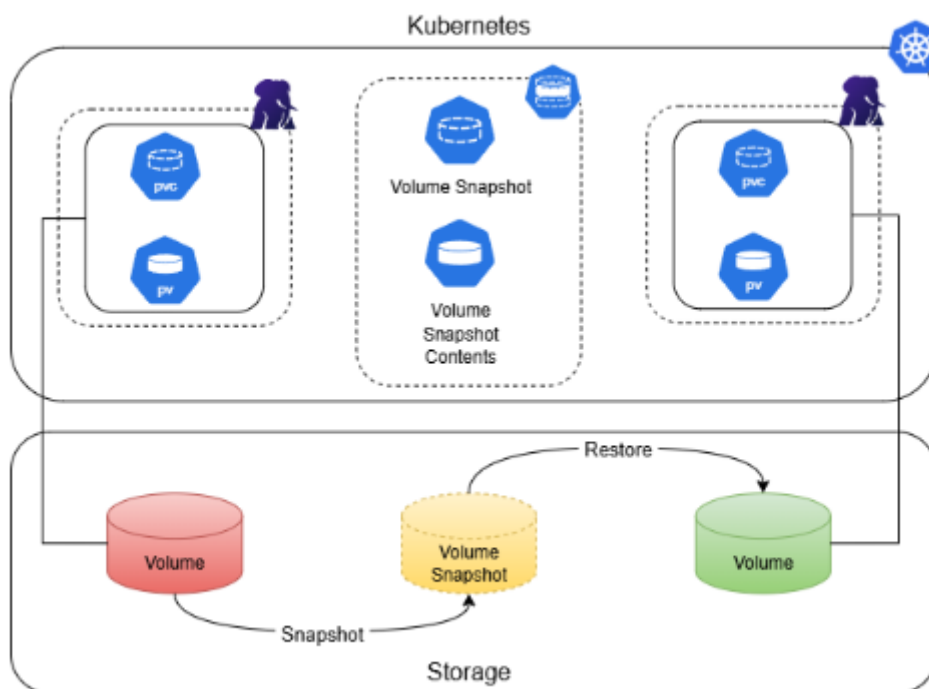 Kubernetes
pvc
pv
Volume Snapshot
Volume
Snapshot
Contents
pvc
pv
Restore
Volume
Volume
Snapshot
Volume
Snapshot
Storage